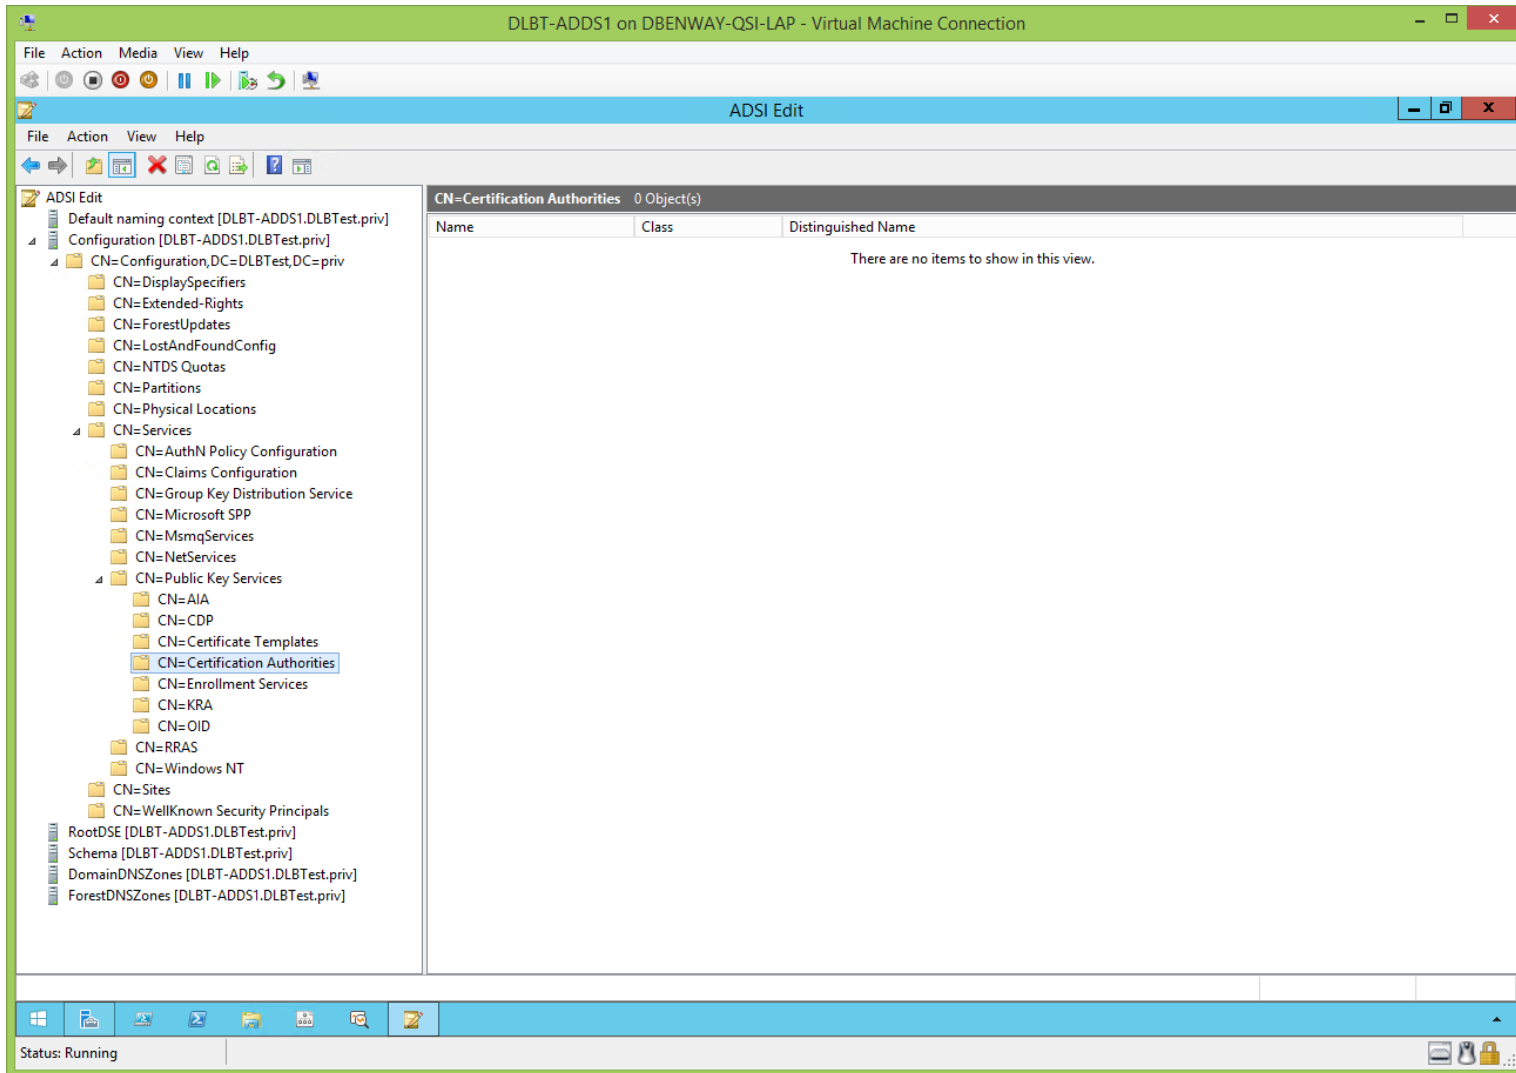 DLBT-ADDS1 on DBENWAY-QSI-LAP - Virtual Machine Connection
File Action Media View Help
ADSI Edit
File Action View Help
ADSI Edit
Default naming context [DLBT-ADDS1.DLBTest.priv]
Configuration [DLBT-ADDS1.DLBTest.priv]
CN=Configuration,DC=DLBTest,DC=priv
CN=DisplaySpecifiers
CN=Extended-Rights
CN=ForestUpdates
CN=LostAndFoundConfig
CN=NTDS Quotas
CN=Partitions
CN=Physical Locations
CN=Services
CN=AuthN Policy Configuration
CN=Claims Configuration
CN=Group Key Distribution Service
CN=Microsoft SPP
CN=MsmqServices
CN=NetServices
CN=Public Key Services
CN=AIA
CN=CDP
CN=Certificate Templates
CN=Certification Authorities
CN=Enrollment Services
CN=KRA
CN=OID
CN=RRAS
CN=Windows NT
CN=Sites
CN=WellKnown Security Principals
RootDSE [DLBT-ADDS1.DLBTest.priv]
Schema [DLBT-ADDS1.DLBTest.priv]
DomainDNSZones [DLBT-ADDS1.DLBTest.priv]
ForestDNSZones [DLBT-ADDS1.DLBTest.priv]
CN=Certification Authorities 0 Object(s)
Name Class Distinguished Name
There are no items to show in this view.
Status: Running